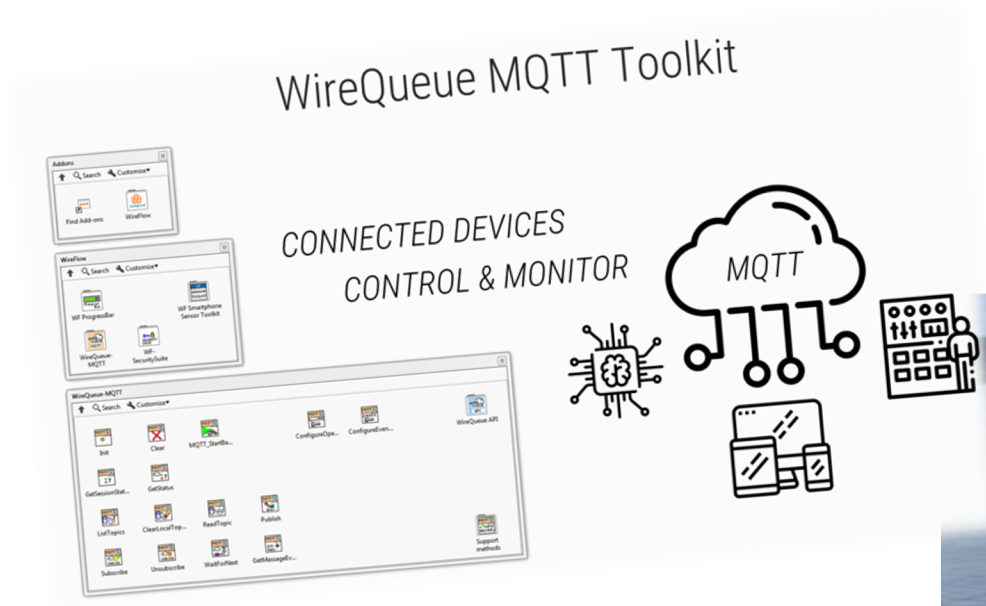 WireQueue MQTT Toolkit
Addons
Search Customize
Find Add-ons
WireFlow
CONNECTED DEVICES
CONTROL & MONITOR
MQTT
WireFlow
Search Customize
WF ProgressBar
WF Smartphone
Sensor Toolkit
WireQueue-
MQTT
WF-
SecuritySuite
WireQueue-MQTT
Search Customize
Init
Clear
MQTT_StartBa...
ConfigureOpe...
ConfigureEven...
WireQueue API
GetSessionStat...
GetStatus
ListTopics
ClearLocalTop...
ReadTopic
Publish
Subscribe
Unsubscribe
WaitForNext
GetMessageEv...
Support
methods